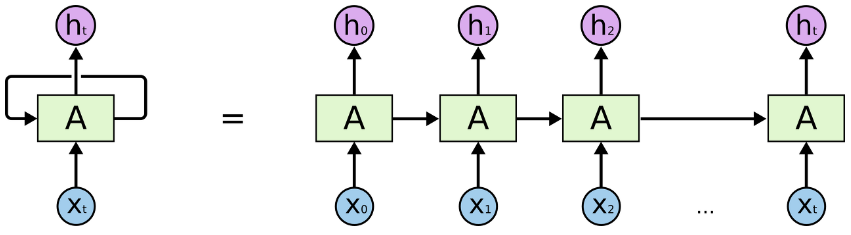 ht h0 h1 h2 ht
A = A A A A
xt x0 x1 x2 ... xt